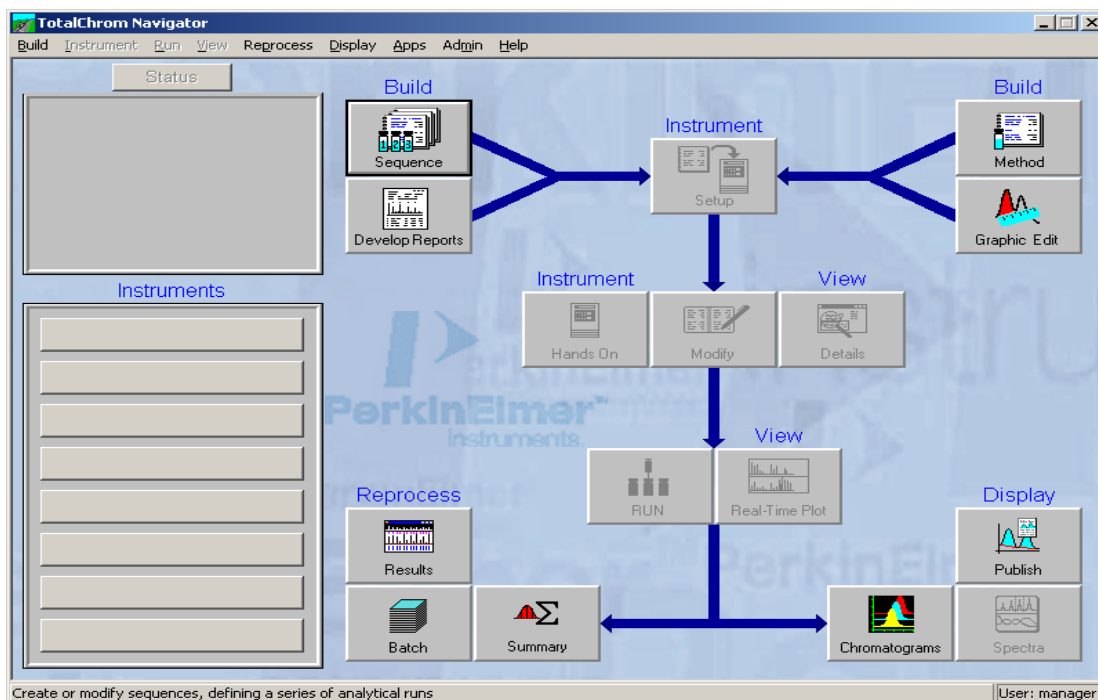 TotalChrom Navigator
Build Instrument Run View Reprocess Display Apps Admin Help
Status
Build
Sequence
Develop Reports
Instrument
Setup
Build
Method
Graphic Edit
Instruments
Instrument
Hands On
Modify
View
Details
PerkinElmer™
Instruments.
View
RUN
Real-Time Plot
Reprocess
Results
Batch
Summary
Display
Publish
Chromatograms
Spectra
PerkinElm
Create or modify sequences, defining a series of analytical runs
User: manager